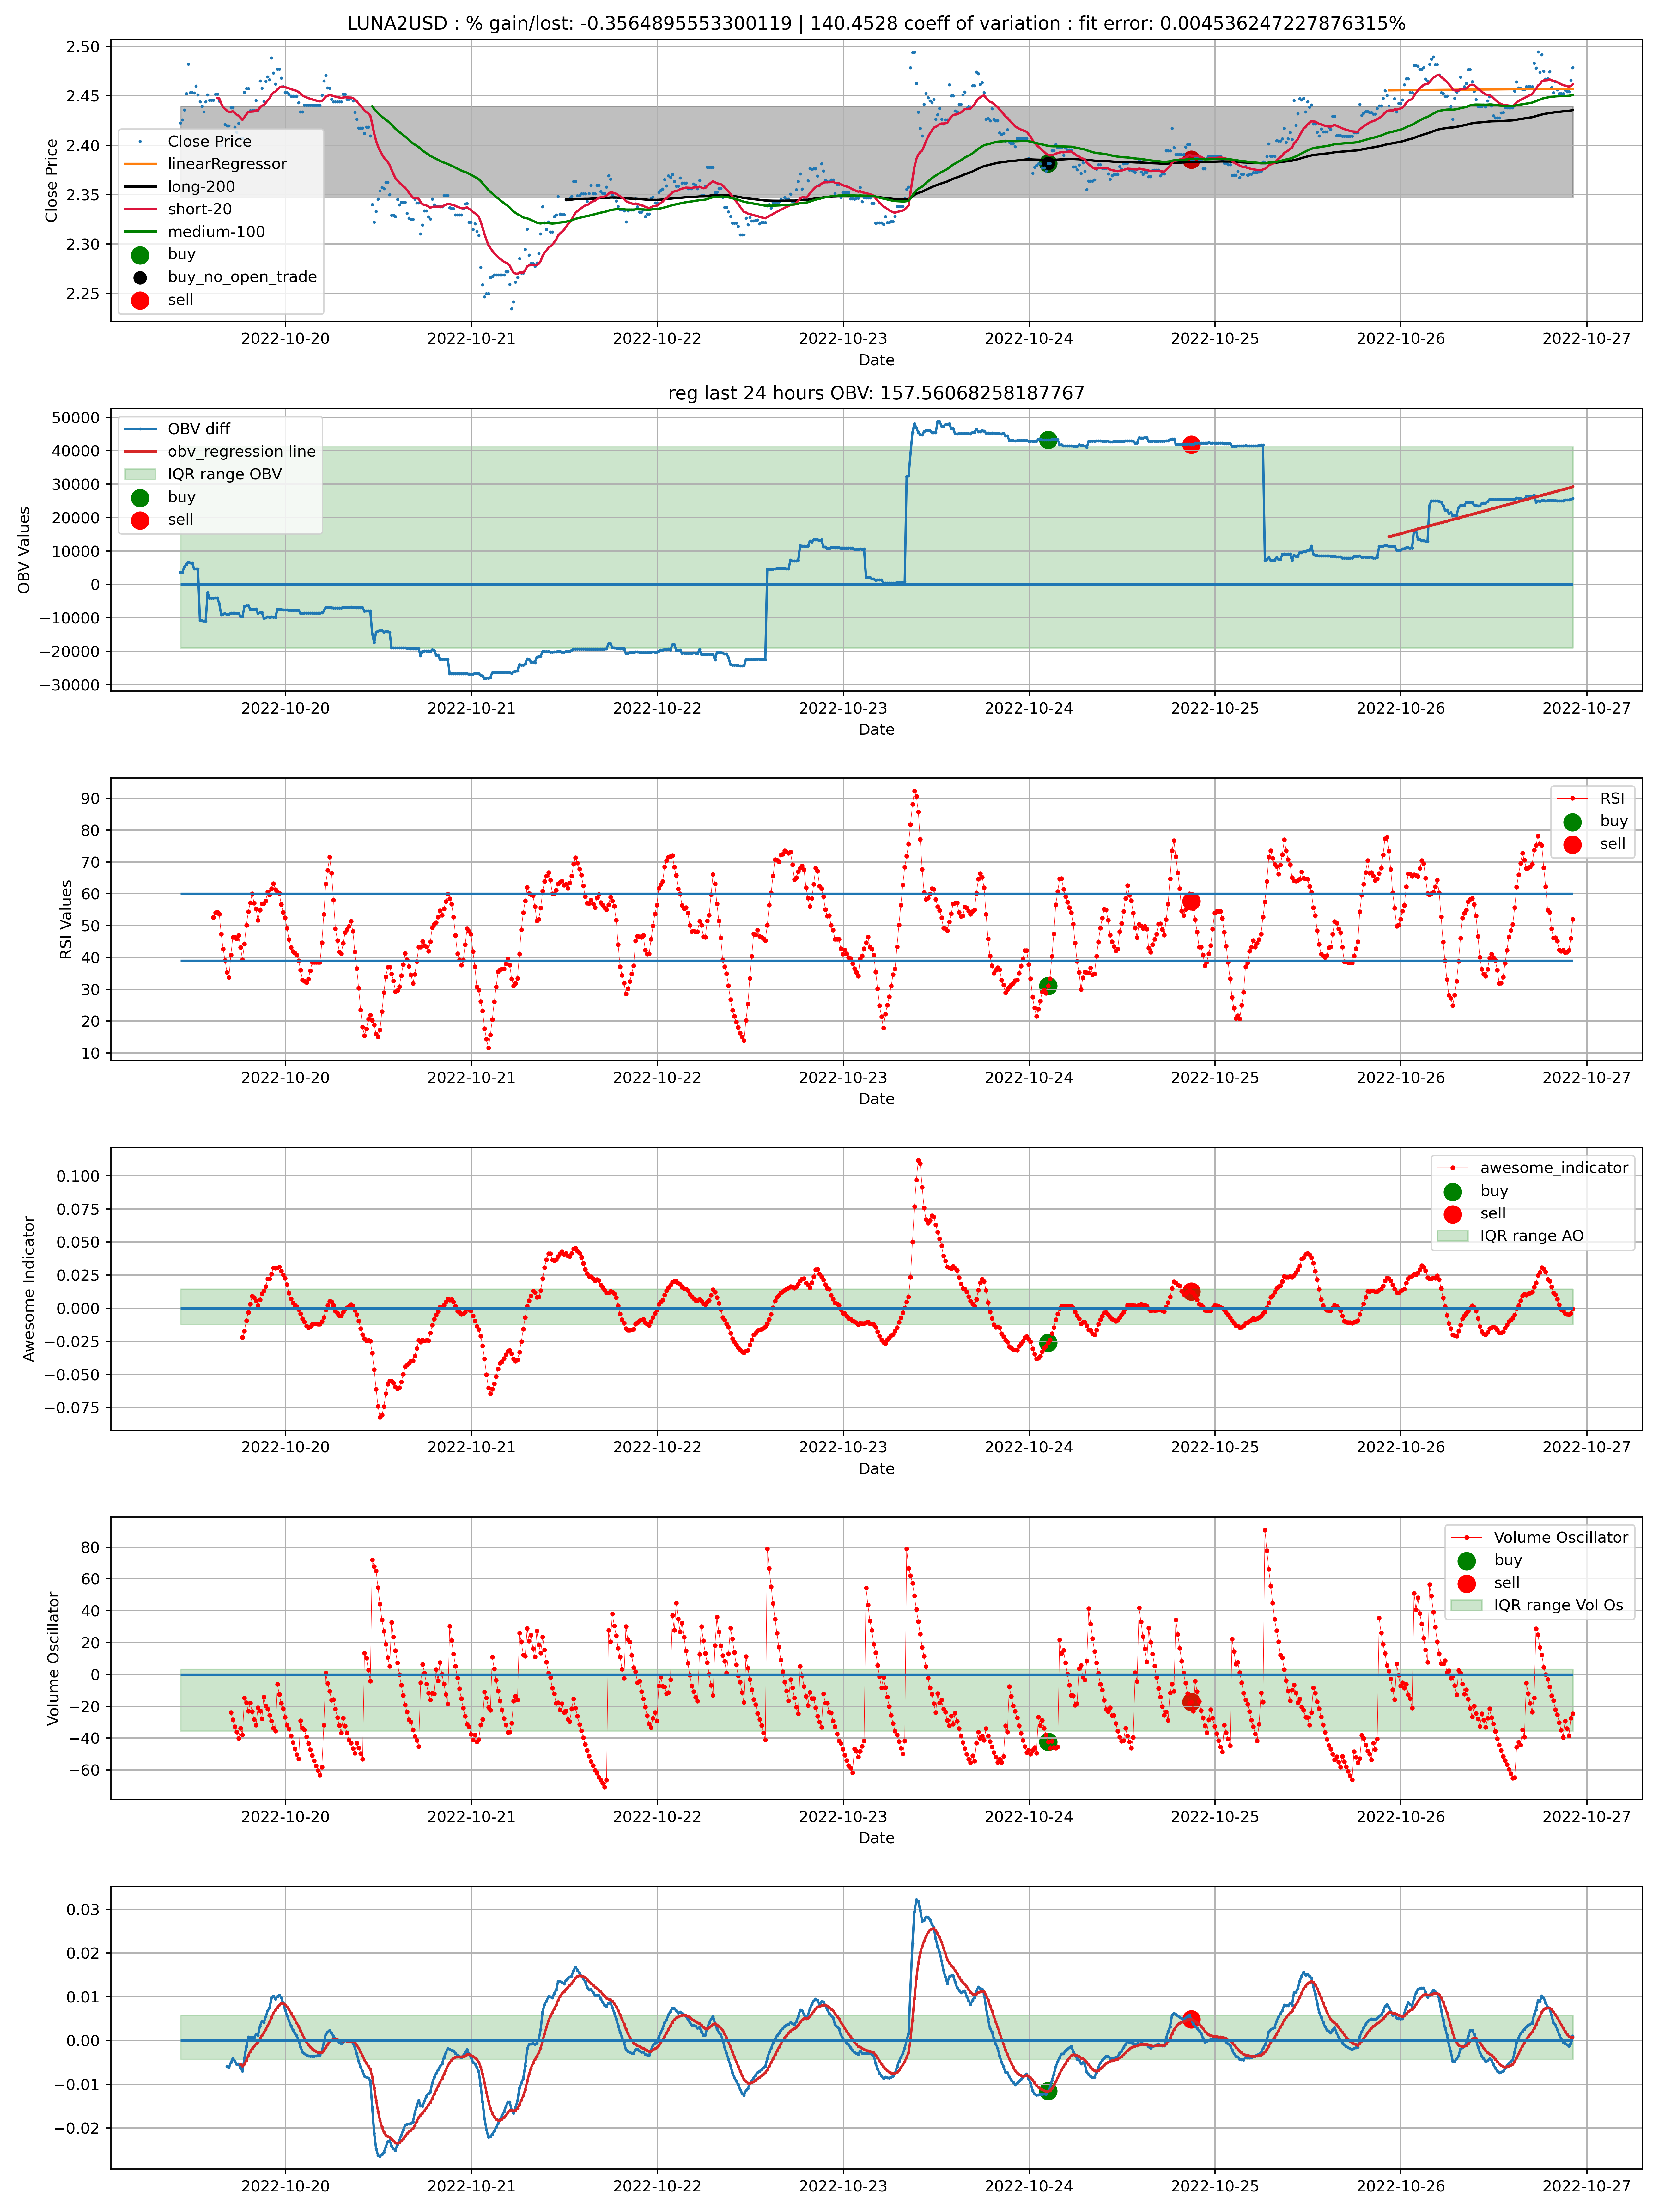 LUNA2USD : % gain/lost: -0.3564895553300119 | 140.4528 coeff of variation : fit error: 0.004536247227876315%
Close Price
2.50
2.45
2.40
2.35
2.30
2.25
Close Price
linearRegressor
long-200
short-20
medium-100
buy
buy_no_open_trade
sell
2022-10-20 2022-10-21 2022-10-22 2022-10-23 2022-10-24 2022-10-25 2022-10-26 2022-10-27
Date
reg last 24 hours OBV: 157.56068258187767
OBV Values
50000
40000
30000
20000
10000
0
−10000
−20000
−30000
OBV diff
obv_regression line
IQR range OBV
buy
sell
2022-10-20 2022-10-21 2022-10-22 2022-10-23 2022-10-24 2022-10-25 2022-10-26 2022-10-27
Date
RSI Values
90
80
70
60
50
40
30
20
10
RSI
buy
sell
2022-10-20 2022-10-21 2022-10-22 2022-10-23 2022-10-24 2022-10-25 2022-10-26 2022-10-27
Date
Awesome Indicator
0.100
0.075
0.050
0.025
0.000
−0.025
−0.050
−0.075
awesome_indicator
buy
sell
IQR range AO
2022-10-20 2022-10-21 2022-10-22 2022-10-23 2022-10-24 2022-10-25 2022-10-26 2022-10-27
Date
Volume Oscillator
80
60
40
20
0
−20
−40
−60
Volume Oscillator
buy
sell
IQR range Vol Os
2022-10-20 2022-10-21 2022-10-22 2022-10-23 2022-10-24 2022-10-25 2022-10-26 2022-10-27
Date
0.03
0.02
0.01
0.00
−0.01
−0.02
2022-10-20 2022-10-21 2022-10-22 2022-10-23 2022-10-24 2022-10-25 2022-10-26 2022-10-27